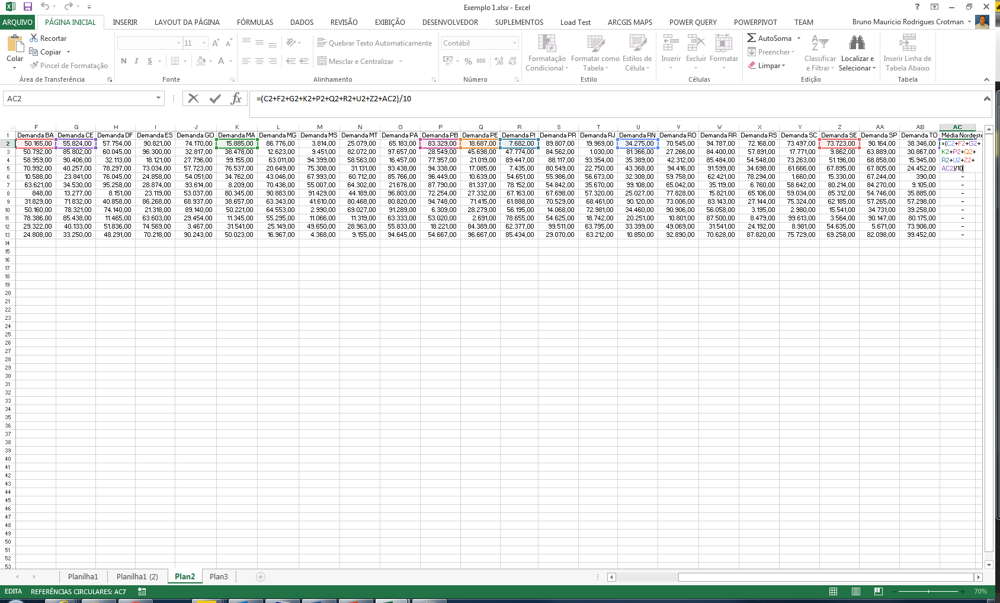 Exemplo 1.xlsx - Excel
ARQUIVO PÁGINA INICIAL INSERIR LAYOUT DA PÁGINA FÓRMULAS DADOS REVISÃO EXIBIÇÃO DESENVOLVEDOR SUPLEMENTOS Load Test ARCGIS MAPS POWER QUERY POWERPIVOT TEAM Bruno Mauricio Rodrigues Crotman
Colar
Recortar
Copiar
Pincel de Formatação
Área de Transferência
11
N I S
Fonte
Quebrar Texto Automaticamente
Mesclar e Centralizar
Alinhamento
Contábil
% 000
Número
Formatação Condicional
Formatar como Tabela
Estilos de Célula
Estilo
Inserir Excluir Formatar
Células
AutoSoma
Preencher
Limpar
Classificar e Filtrar
Localizar e Selecionar
Edição
Inserir Linha de Tabela Abaixo
Tabela
AC2 =(C2+F2+G2+K2+P2+Q2+R2+U2+Z2+AC2)/10
F G H I J K L M N O P Q R S T U V W X Y Z AA AB AC
1 Demanda BA Demanda CE Demanda DF Demanda ES Demanda GO Demanda MA Demanda MG Demanda MS Demanda MT Demanda PA Demanda PB Demanda PE Demanda PI Demanda PR Demanda RJ Demanda RN Demanda RO Demanda RR Demanda RS Demanda SC Demanda SE Demanda SP Demanda TO Média Nordeste
2 50.165,00 55.824,00 57.754,00 90.821,00 74.170,00 15.885,00 86.776,00 3.814,00 25.079,00 65.183,00 83.329,00 18.687,00 7.682,00 89.807,00 19.969,00 34.275,00 70.545,00 94.787,00 72.168,00 73.497,00 73.723,00 90.164,00 38.346,00 =(C2+F2+G2+
3 50.792,00 85.802,00 60.045,00 96.300,00 32.817,00 38.478,00 12.623,00 9.451,00 82.072,00 97.657,00 28.549,00 45.698,00 47.774,00 84.562,00 1.030,00 81.366,00 27.266,00 84.400,00 57.891,00 17.771,00 9.862,00 63.889,00 30.867,00 K2+P2+Q2+
4 58.959,00 90.406,00 32.113,00 18.121,00 27.796,00 99.155,00 63.011,00 94.399,00 58.563,00 16.457,00 77.957,00 21.019,00 89.447,00 88.117,00 93.354,00 35.389,00 42.312,00 85.484,00 54.548,00 73.263,00 51.196,00 68.858,00 15.945,00 R2+U2+Z2+
5 70.992,00 40.257,00 78.297,00 73.034,00 57.723,00 76.537,00 20.649,00 75.308,00 31.131,00 93.438,00 94.338,00 17.085,00 7.435,00 80.549,00 22.750,00 43.368,00 94.416,00 91.599,00 34.698,00 61.666,00 67.895,00 67.805,00 24.452,00 AC2)/10
6 10.588,00 23.841,00 76.045,00 24.858,00 54.051,00 34.762,00 43.046,00 67.993,00 60.712,00 85.766,00 96.449,00 10.639,00 54.651,00 55.986,00 56.673,00 32.308,00 59.758,00 62.421,00 78.294,00 1.660,00 15.330,00 67.244,00 390,00 -
7 63.621,00 34.530,00 95.258,00 28.874,00 93.614,00 8.209,00 70.436,00 55.007,00 64.302,00 21.676,00 87.790,00 81.337,00 78.152,00 54.842,00 35.670,00 99.108,00 65.042,00 35.119,00 6.760,00 58.642,00 80.214,00 84.270,00 9.105,00 -
8 848,00 13.277,00 8.151,00 23.119,00 53.037,00 80.345,00 90.883,00 91.429,00 44.189,00 96.803,00 72.254,00 27.332,00 67.163,00 67.698,00 57.320,00 25.027,00 77.828,00 15.821,00 65.106,00 59.034,00 85.312,00 54.746,00 35.885,00 -
9 31.829,00 71.832,00 40.858,00 86.268,00 68.937,00 38.657,00 63.343,00 41.610,00 80.468,00 80.820,00 94.748,00 71.415,00 61.888,00 70.529,00 68.461,00 90.120,00 73.006,00 83.143,00 27.144,00 75.324,00 62.185,00 57.265,00 57.298,00 -
10 50.160,00 78.321,00 74.140,00 21.318,00 89.140,00 50.221,00 64.553,00 2.990,00 69.027,00 91.289,00 6.309,00 28.279,00 56.195,00 14.068,00 72.981,00 34.460,00 90.906,00 56.058,00 3.195,00 2.980,00 15.541,00 34.731,00 39.258,00 -
11 78.386,00 85.438,00 11.465,00 63.603,00 29.454,00 11.345,00 55.295,00 11.066,00 11.319,00 63.333,00 53.020,00 2.691,00 78.655,00 54.625,00 18.742,00 20.251,00 10.801,00 87.500,00 8.479,00 99.613,00 3.564,00 90.147,00 80.175,00 -
12 29.322,00 40.133,00 51.836,00 74.569,00 3.467,00 31.541,00 25.149,00 49.650,00 28.963,00 55.833,00 18.221,00 84.389,00 62.377,00 99.511,00 63.795,00 33.399,00 49.069,00 31.541,00 24.192,00 8.981,00 54.635,00 5.671,00 73.906,00 -
13 24.808,00 33.250,00 48.291,00 70.218,00 90.243,00 50.023,00 16.967,00 4.368,00 9.155,00 94.645,00 54.667,00 96.667,00 85.434,00 29.070,00 63.212,00 10.850,00 92.890,00 70.628,00 87.820,00 75.729,00 69.258,00 82.098,00 99.452,00 -
14
15
16
17
18
19
20
21
22
23
24
25
26
27
28
29
30
31
32
33
34
35
36
37
38
39
40
41
42
43
44
45
46
47
48
49
50
51
52
53
Planilha1 Planilha1 (2) Plan2 Plan3
EDITA REFERÊNCIAS CIRCULARES: AC7 70%